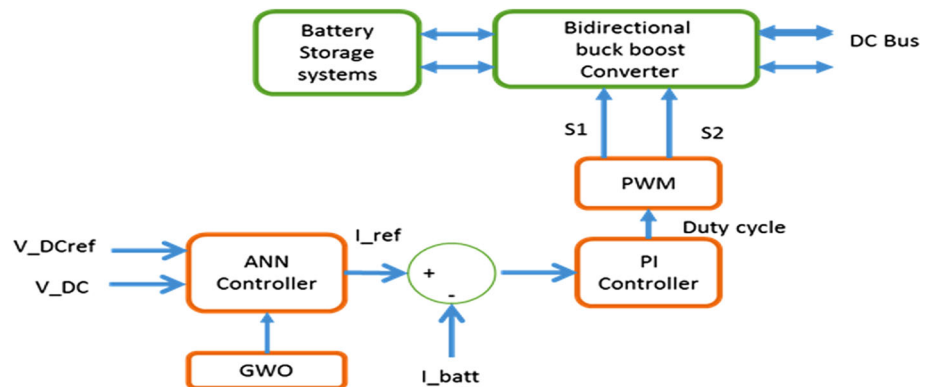 Battery
Storage
systems
Bidirectional
buck boost
Converter
DC Bus
S1
S2
PWM
Duty cycle
V_DCref
V_DC
ANN
Controller
I_ref
+
-
PI
Controller
GWO
I_batt